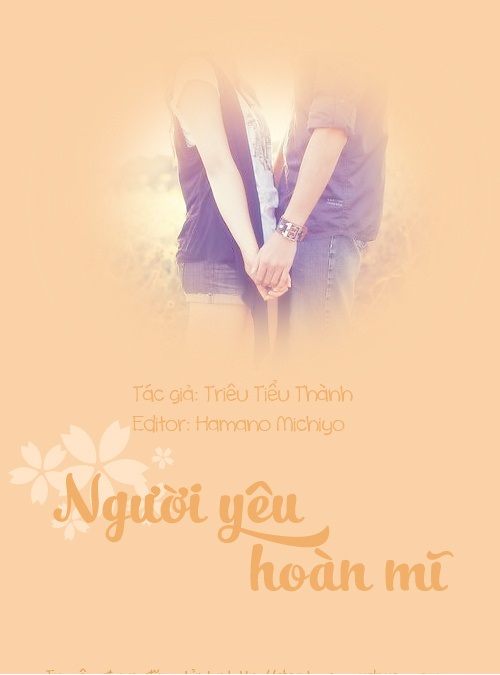 Tác giả: Triêu Tiểu Thành
Editor: Hamano Michiyo
Người yêu
hoàn mĩ